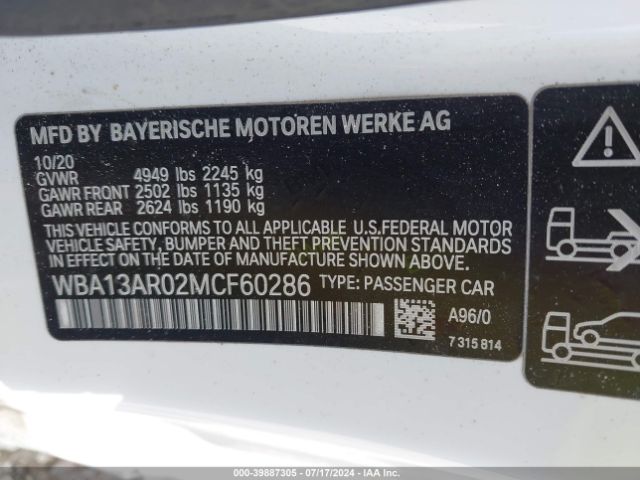 MFD BY BAYERISCHE MOTOREN WERKE AG
10/20
GVWR 4949 lbs 2245 kg
GAWR FRONT 2502 lbs 1135 kg
GAWR REAR 2624 lbs 1190 kg
THIS VEHICLE CONFORMS TO ALL APPLICABLE U.S.FEDERAL MOTOR
VEHICLE SAFETY, BUMPER AND THEFT PREVENTION STANDARDS
IN EFFECT ON THE DATE OF MANUFACTURE SHOWN ABOVE.
WBA13AR02MCF60286 TYPE: PASSENGER CAR
A96/0
7 315 814
000-39887305 - 07/17/2024 - IAAI.COM